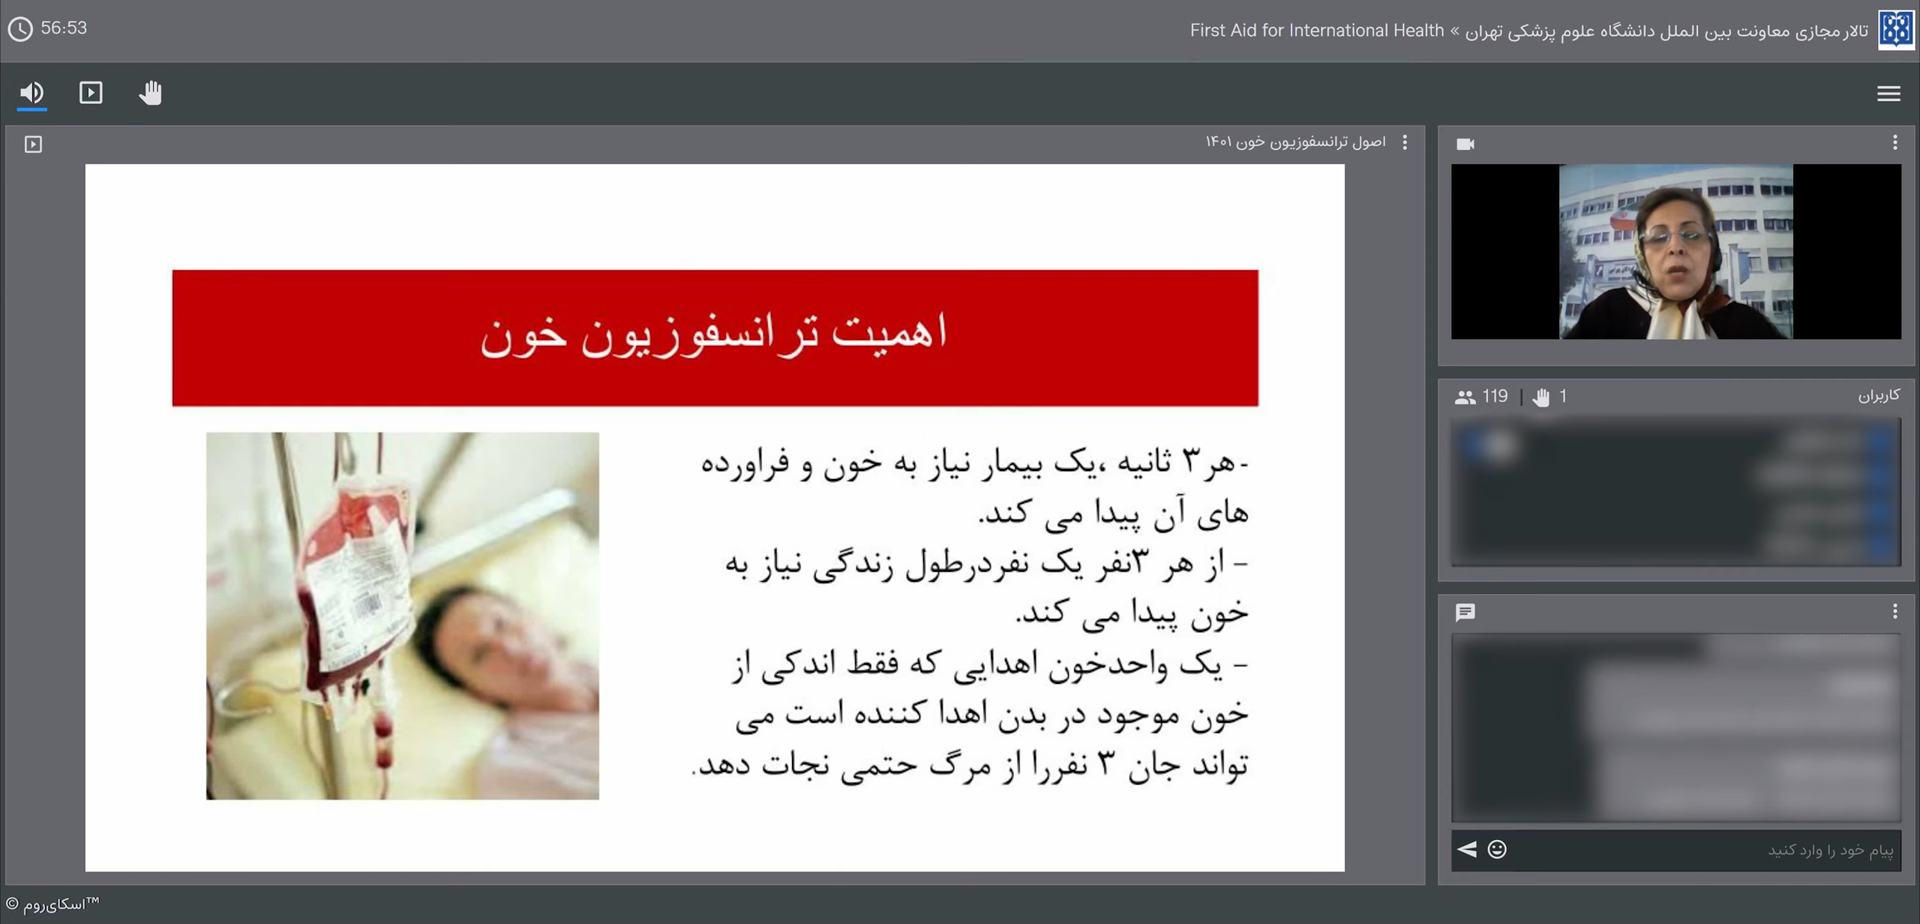 56:53
تالار مجازی معاونت بین الملل دانشگاه علوم پزشکی تهران » First Aid for International Health
اصول ترانسفوزیون خون ۱۴۰۱
اهمیت ترانسفوزیون خون
-هر۳ ثانیه ،یک بیمار نیاز به خون و فراورده
های آن پیدا می کند.
– از هر ۳نفر یک نفردرطول زندگی نیاز به
خون پیدا می کند.
– یک واحدخون اهدایی که فقط اندکی از
خون موجود در بدن اهدا کننده است می
تواند جان ۳ نفررا از مرگ حتمی نجات دهد.
کاربران
119 | 1
پیام خود را وارد کنید
™اسکای‌روم ©